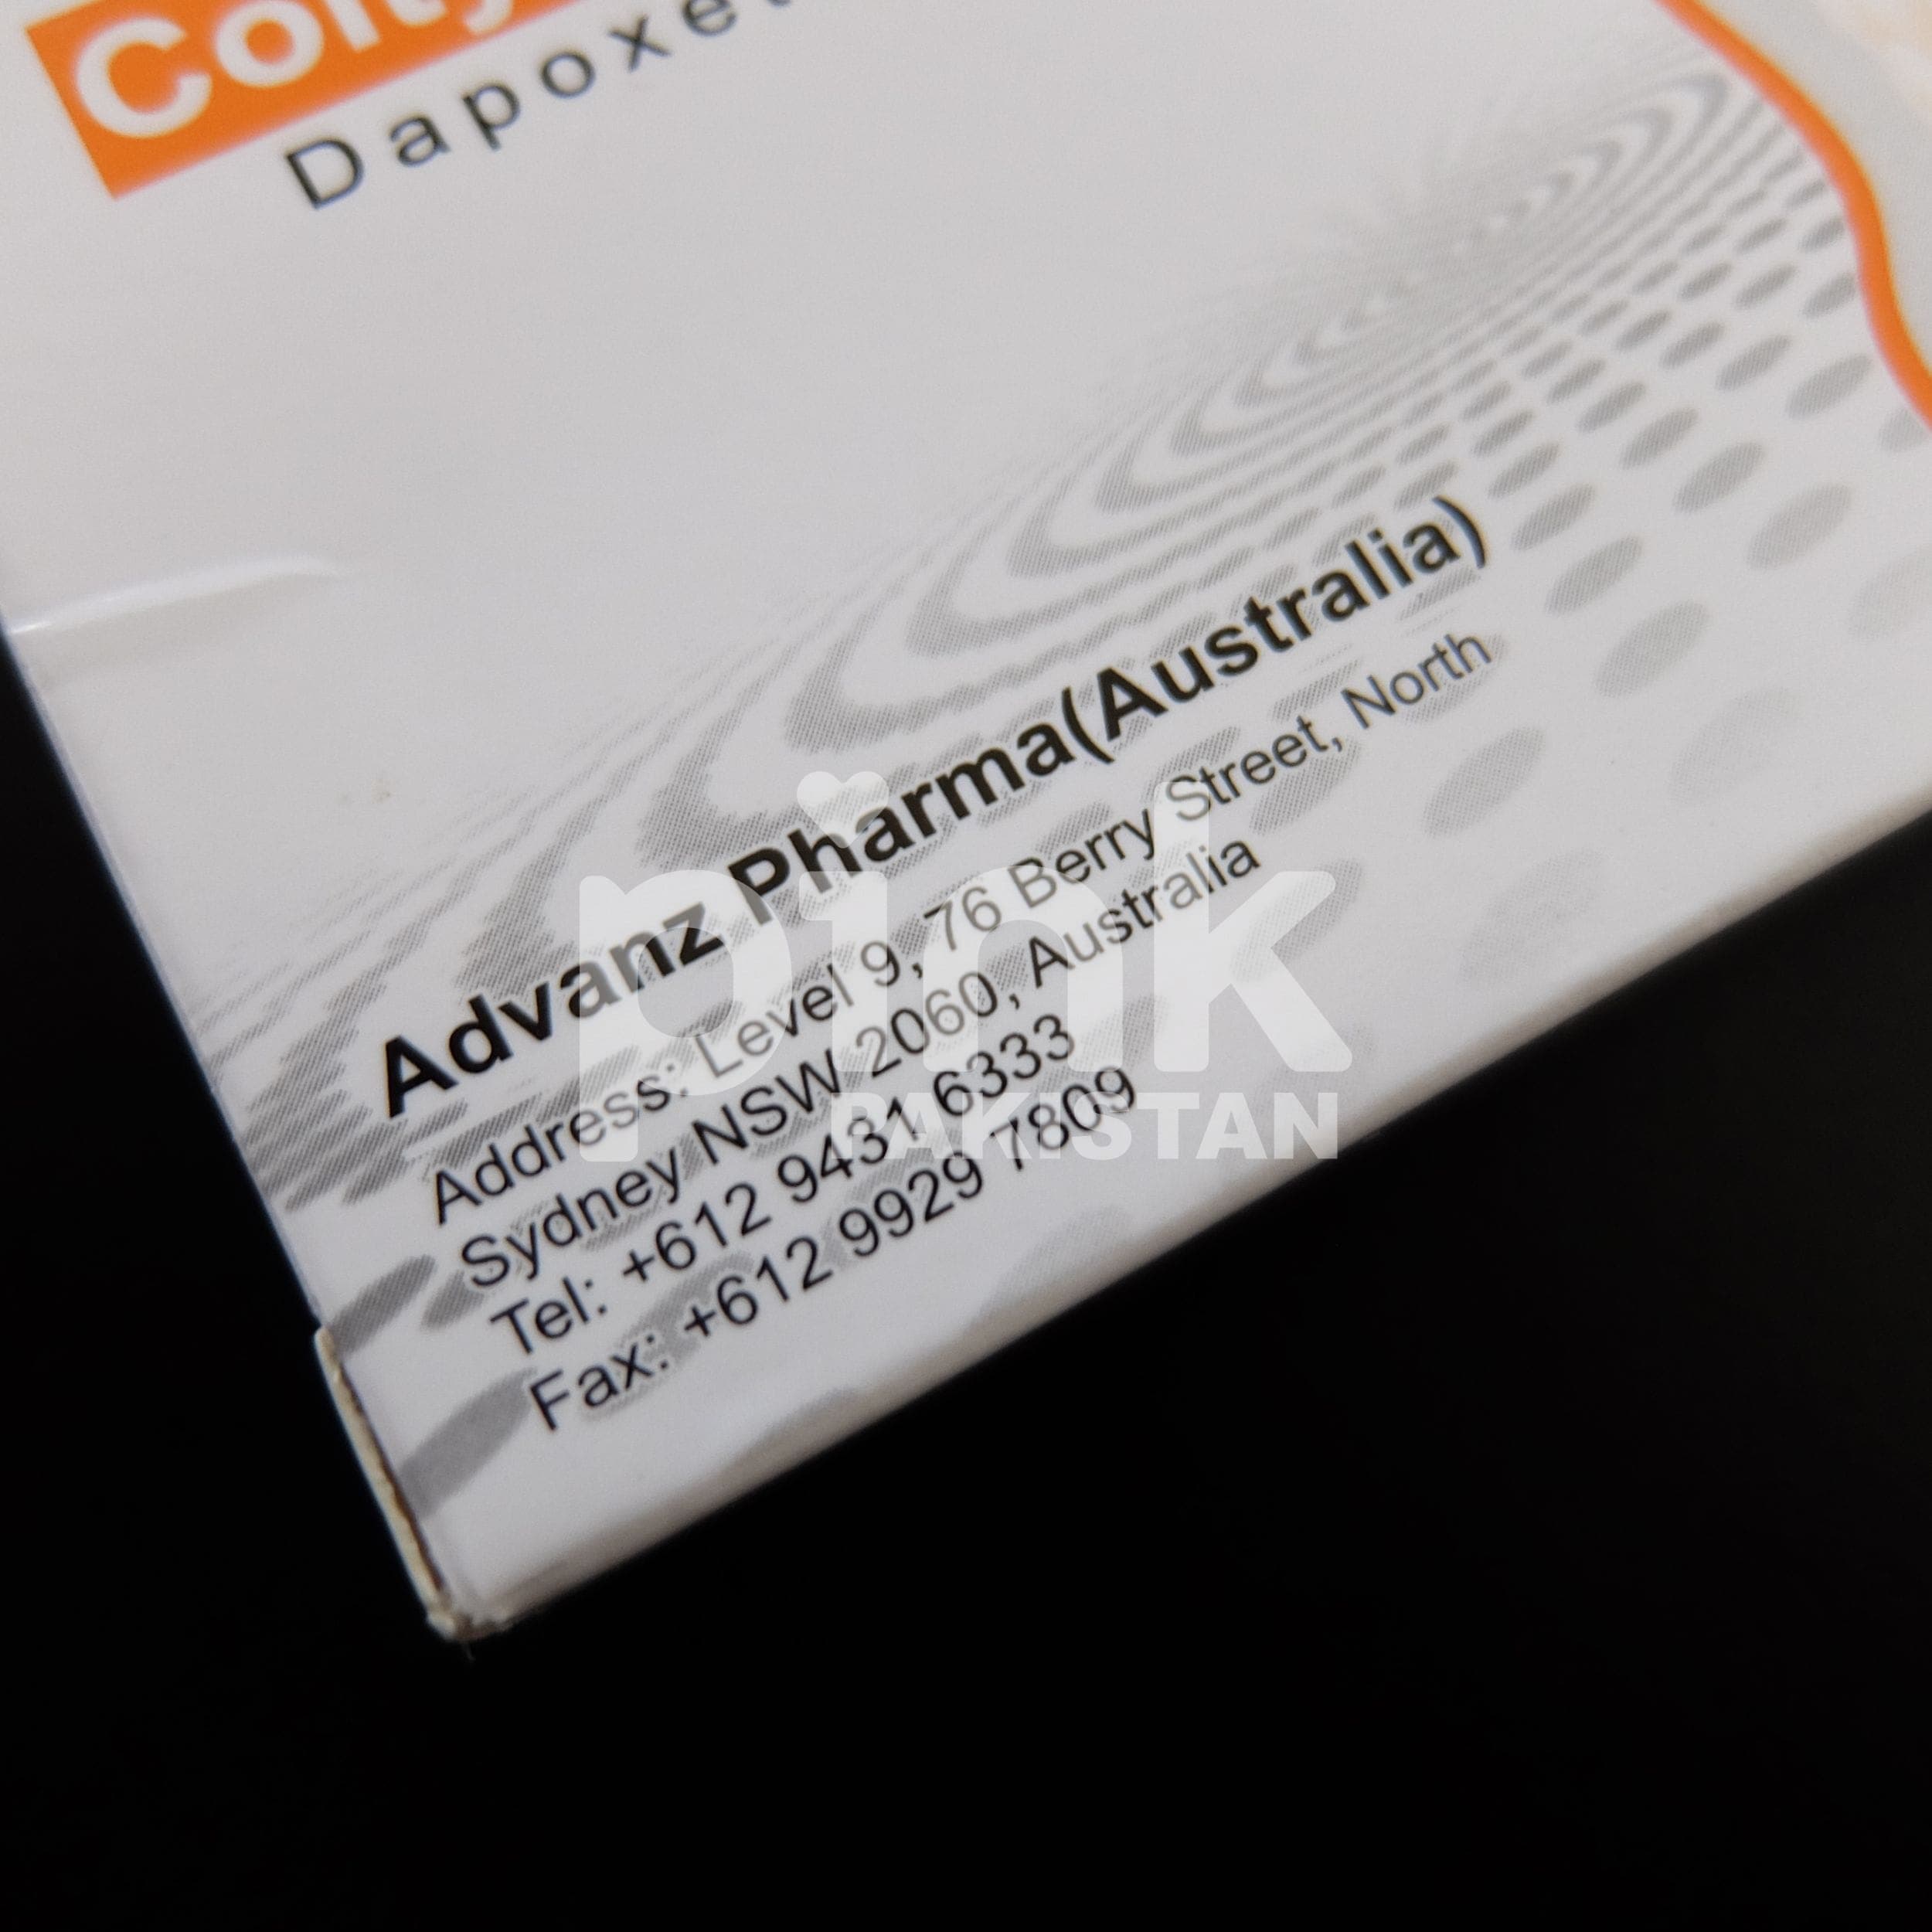 Advanz Pharma(Australia)
Address: Level 9, 76 Berry Street, North
Sydney NSW 2060, Australia
Tel: +612 9431 6333
Fax: +612 9929 7809
pink
PAKISTAN